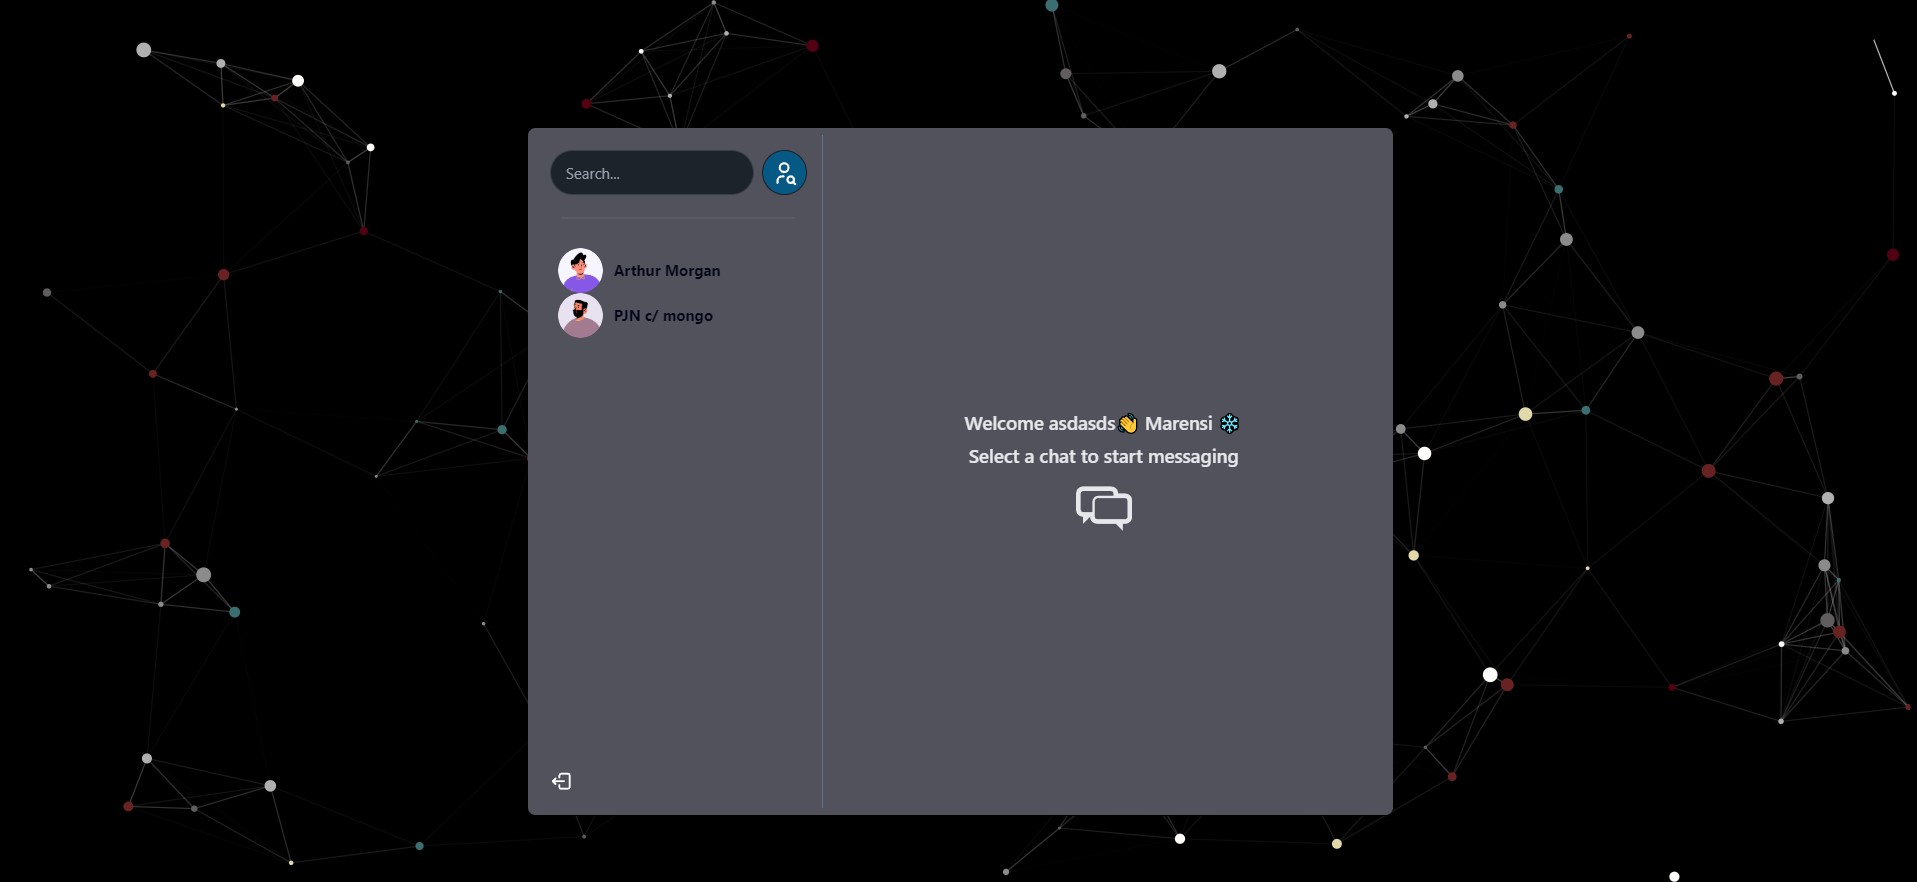 Search...
Arthur Morgan
PJN c/ mongo
Welcome asdasds👋 Marensi ❄
Select a chat to start messaging